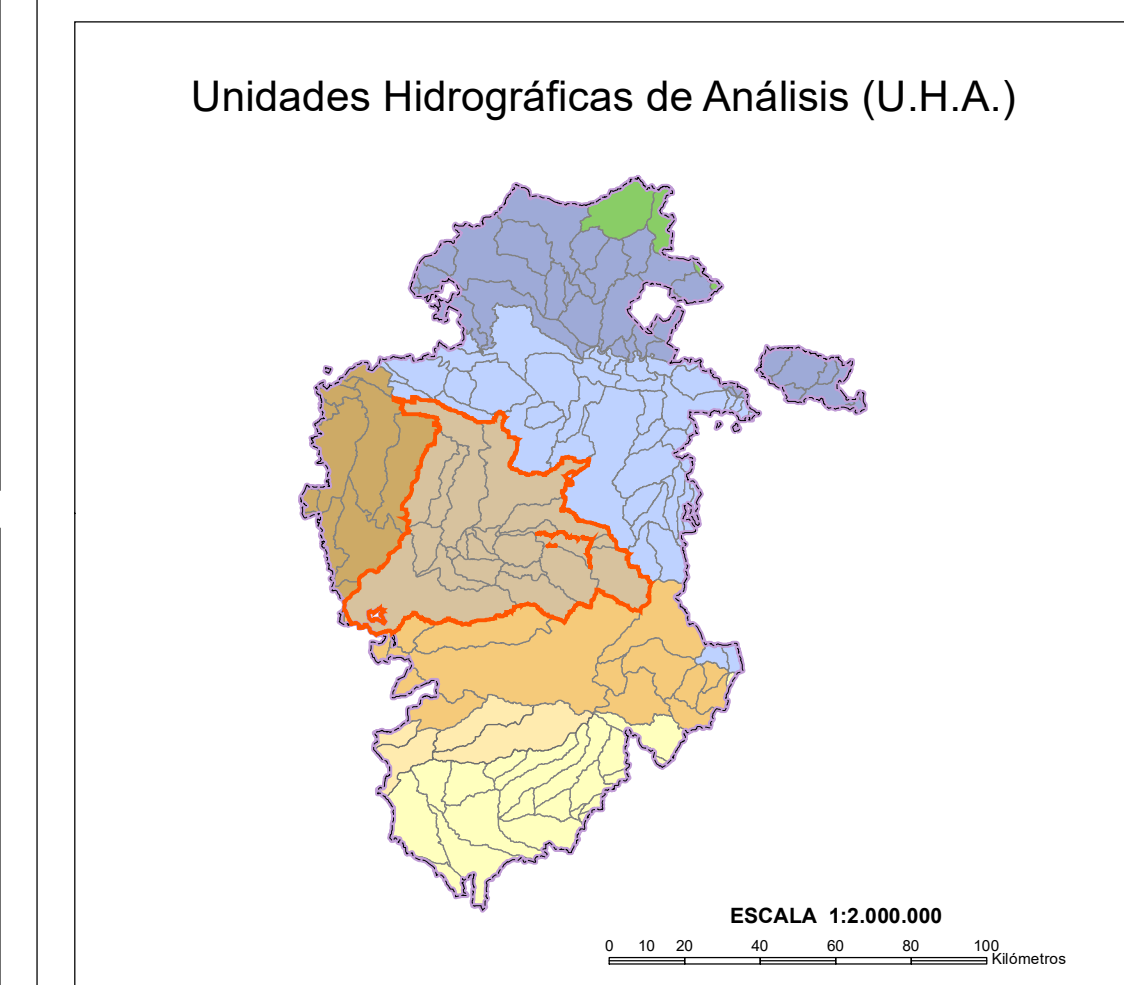 Unidades Hidrográficas de Análisis (U.H.A.)
ESCALA 1:2.000.000
0 10 20 40 60 80 100
Kilómetros